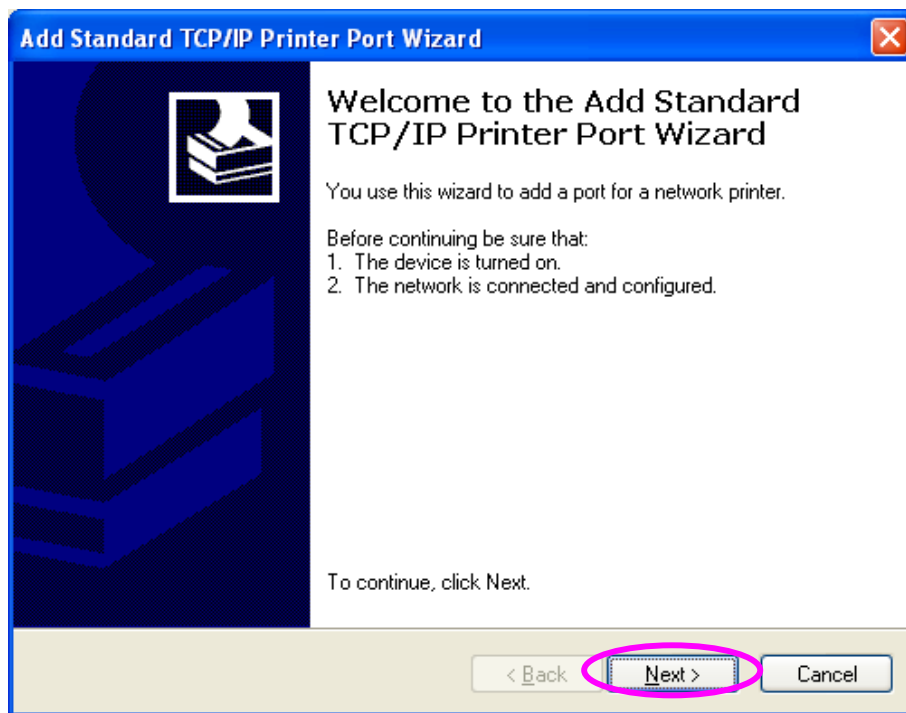 Add Standard TCP/IP Printer Port Wizard
Welcome to the Add Standard
TCP/IP Printer Port Wizard
You use this wizard to add a port for a network printer.
Before continuing be sure that:
1. The device is turned on.
2. The network is connected and configured.
To continue, click Next.
< Back
Next >
Cancel